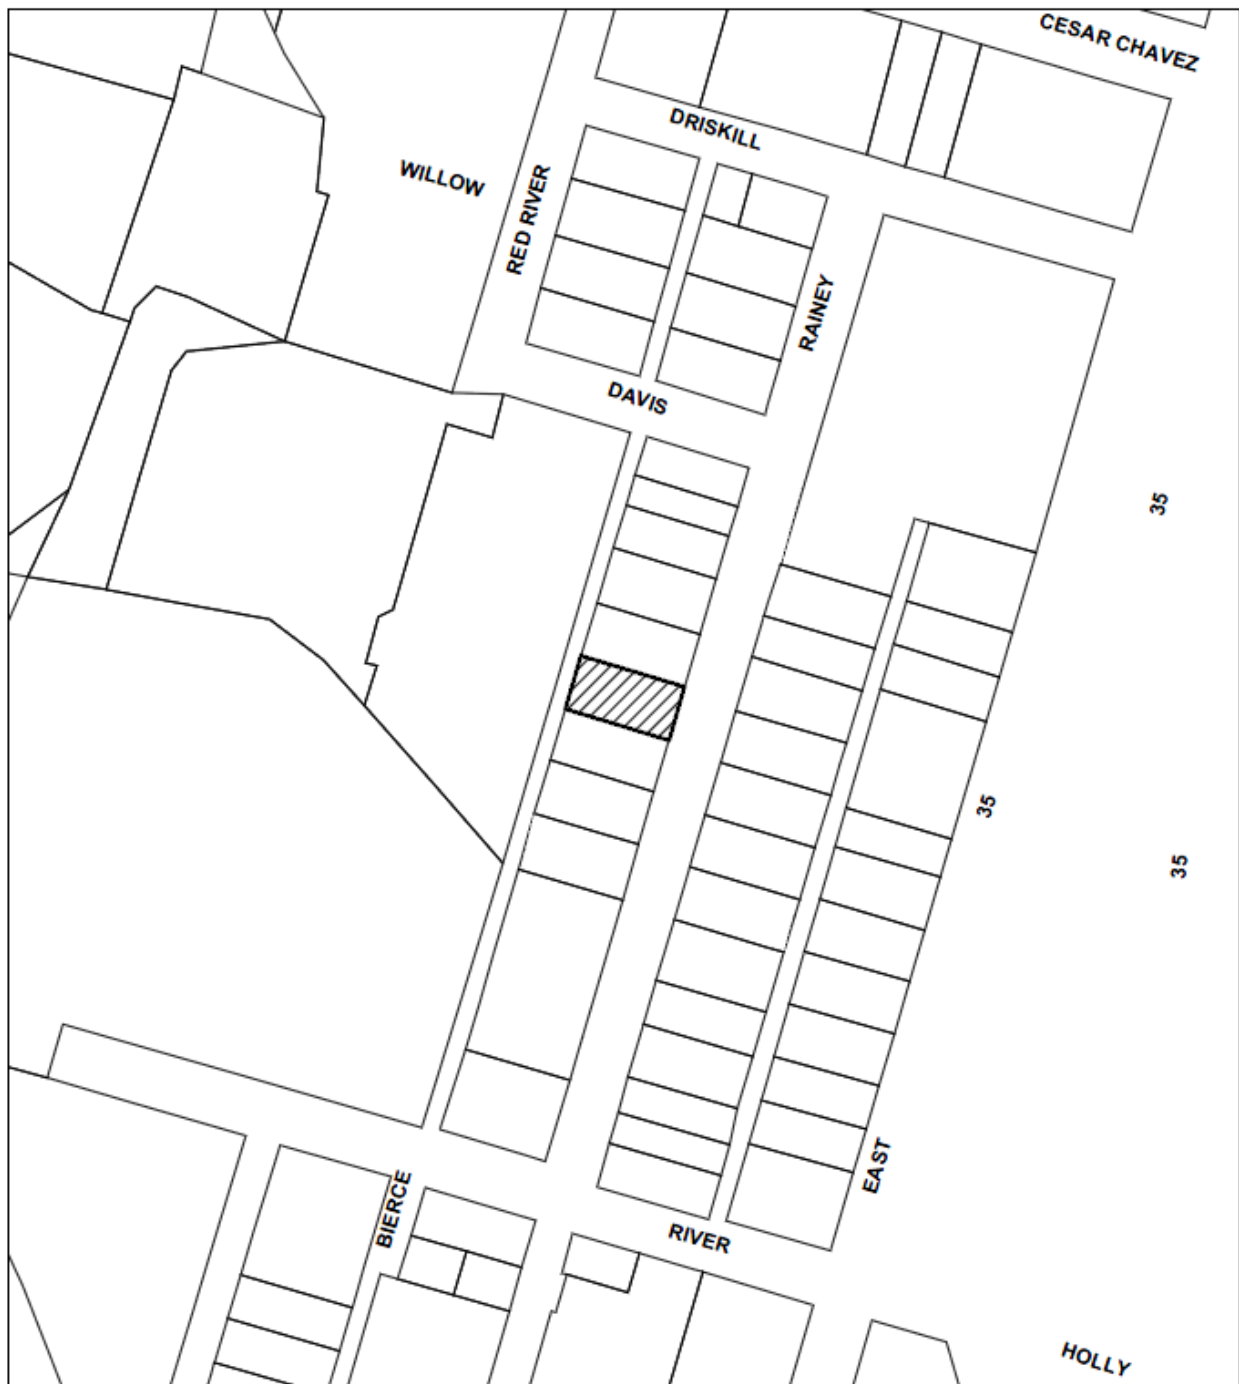 CESAR CHAVEZ
DRISKILL
WILLOW
RED RIVER
RAINEY
DAVIS
35
35
35
EAST
BIERCE
RIVER
HOLLY